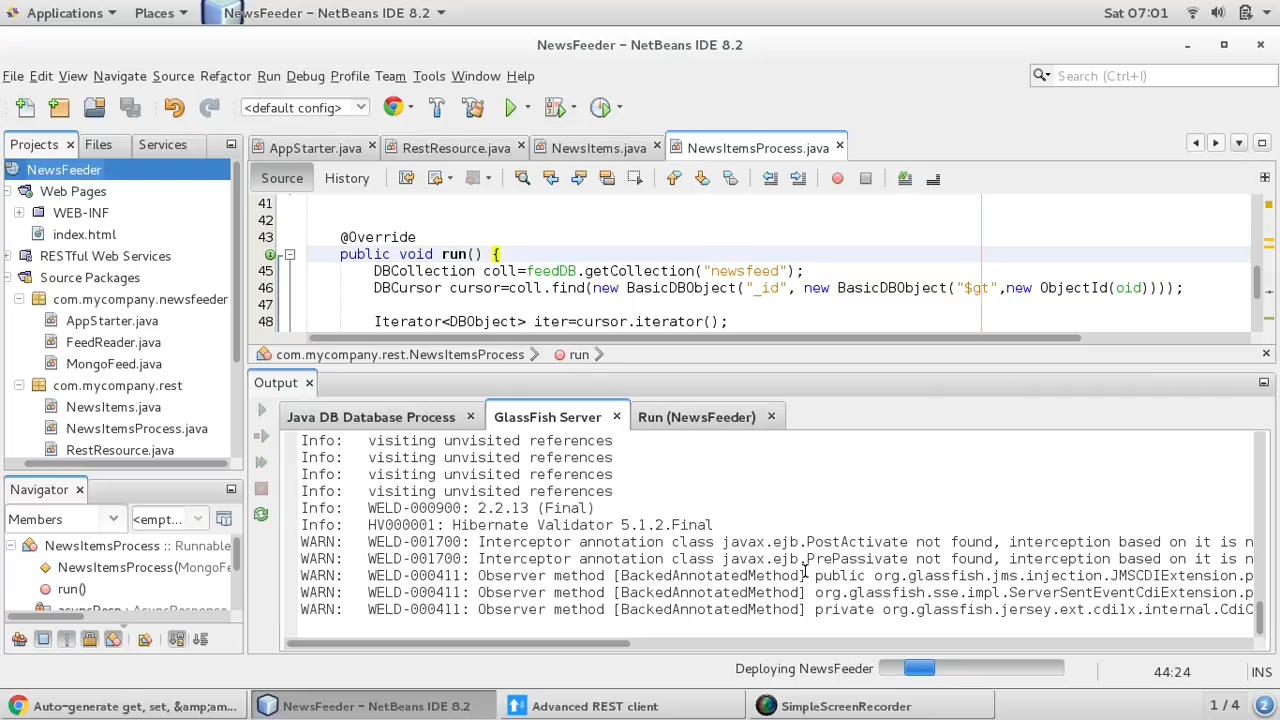 Applications
Places
NewsFeeder – NetBeans IDE 8.2
Sat 07:01
NewsFeeder – NetBeans IDE 8.2
File Edit View Navigate Source Refactor Run Debug Profile Team Tools Window Help
Search (Ctrl+I)
<default config>
Projects Files Services
AppStarter.java RestResource.java NewsItems.java NewsItemsProcess.java
NewsFeeder
Web Pages
WEB-INF
index.html
RESTful Web Services
Source Packages
com.mycompany.newsfeeder
AppStarter.java
FeedReader.java
MongoFeed.java
com.mycompany.rest
NewsItems.java
NewsItemsProcess.java
RestResource.java
Source History
41
42
43 @Override
public void run() {
45 DBCollection coll=feedDB.getCollection("newsfeed");
46 DBCursor cursor=coll.find(new BasicDBObject("_id", new BasicDBObject("$gt",new ObjectId(oid))));
47
48 Iterator<DBObject> iter=cursor.iterator();
com.mycompany.rest.NewsItemsProcess run
Output
Java DB Database Process GlassFish Server Run (NewsFeeder)
Info: visiting unvisited references
Info: visiting unvisited references
Info: visiting unvisited references
Info: visiting unvisited references
Info: WELD-000900: 2.2.13 (Final)
Info: HV000001: Hibernate Validator 5.1.2.Final
WARN: WELD-001700: Interceptor annotation class javax.ejb.PostActivate not found, interception based on it is n
WARN: WELD-001700: Interceptor annotation class javax.ejb.PrePassivate not found, interception based on it is n
WARN: WELD-000411: Observer method [BackedAnnotatedMethod] public org.glassfish.jms.injection.JMSCDIExtension.p
WARN: WELD-000411: Observer method [BackedAnnotatedMethod] org.glassfish.sse.impl.ServerSentEventCdiExtension.p
WARN: WELD-000411: Observer method [BackedAnnotatedMethod] private org.glassfish.jersey.ext.cdi1x.internal.CdiC
Navigator
Members <empt...
NewsItemsProcess :: Runnable
NewsItemsProcess(MongoFe
run()
Deploying NewsFeeder
44:24 INS
Auto-generate get, set, &amp;am... NewsFeeder – NetBeans IDE 8.2 Advanced REST client SimpleScreenRecorder 1 / 4 2